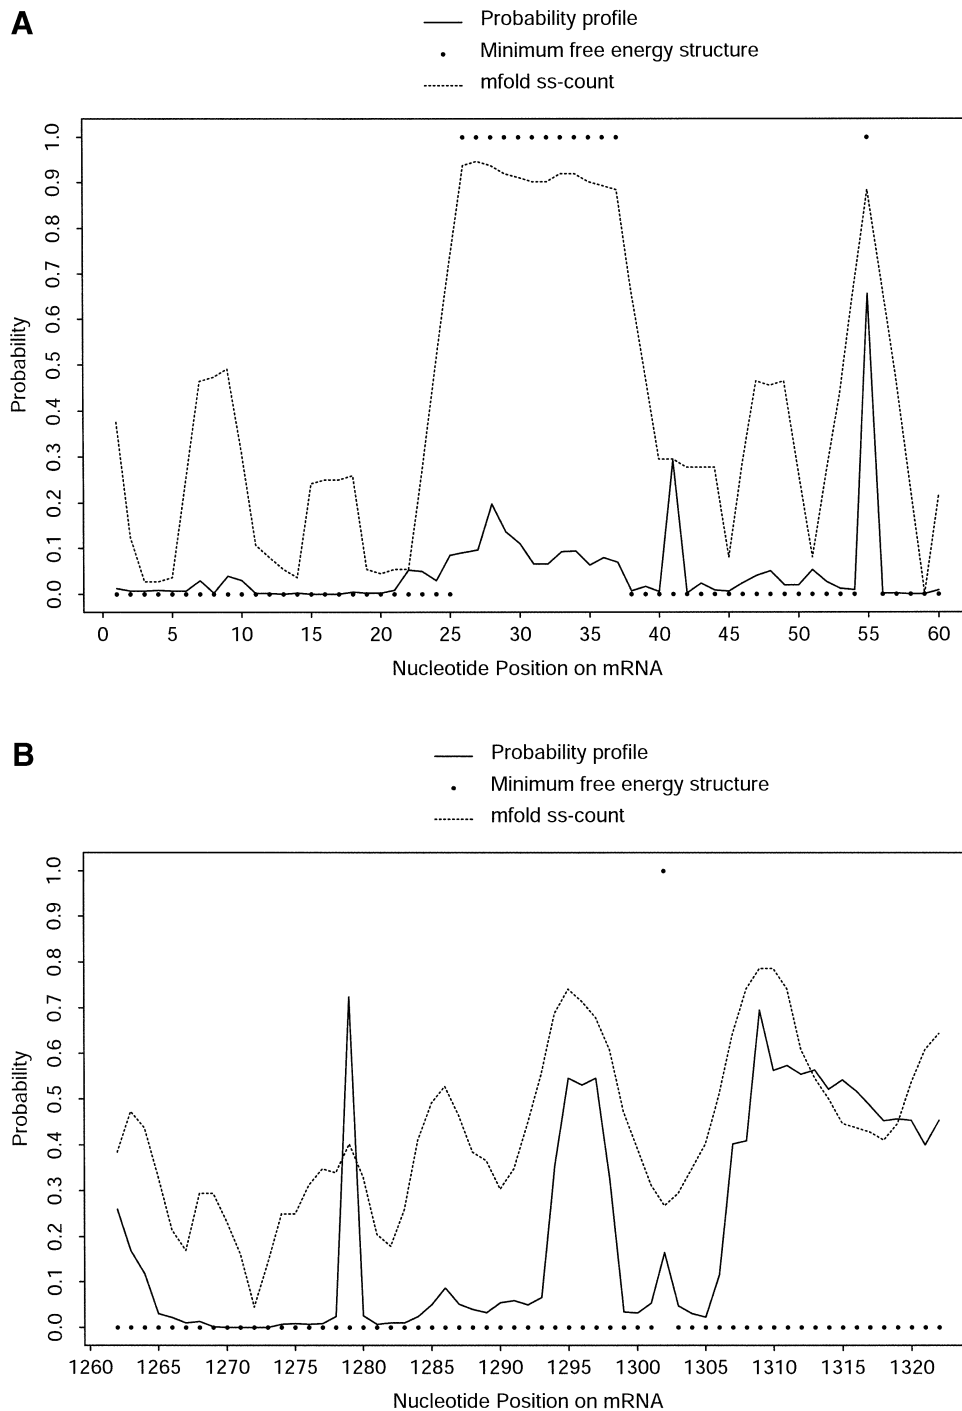 A
Probability profile
Minimum free energy structure
mfold ss-count
1.0
0.9
0.8
0.7
0.6
0.5
0.4
0.3
0.2
0.1
0.0
Probability
0 5 10 15 20 25 30 35 40 45 50 55 60
Nucleotide Position on mRNA
B
Probability profile
Minimum free energy structure
mfold ss-count
1.0
0.9
0.8
0.7
0.6
0.5
0.4
0.3
0.2
0.1
0.0
Probability
1260 1265 1270 1275 1280 1285 1290 1295 1300 1305 1310 1315 1320
Nucleotide Position on mRNA